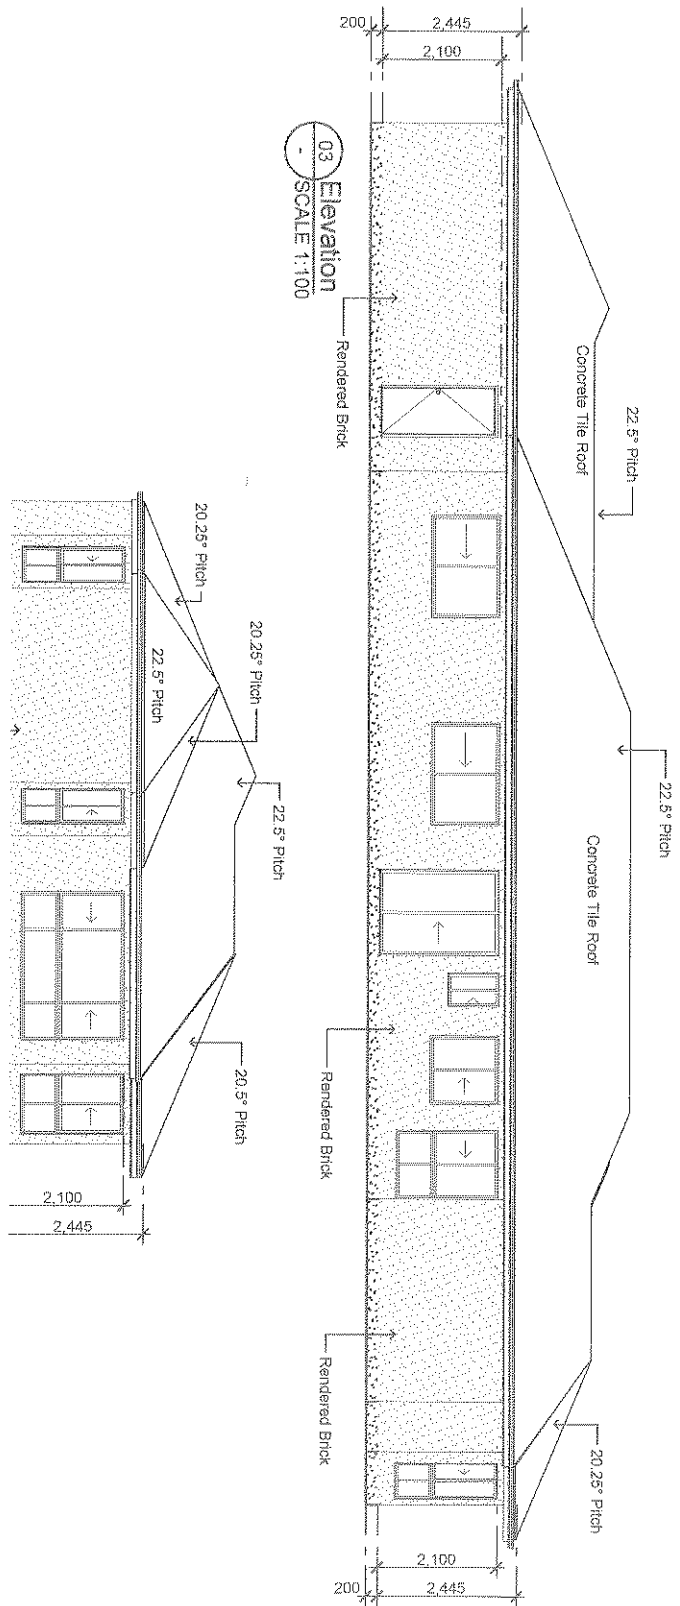 22.5° Pitch
22.5° Pitch
Concrete Tile Roof
Concrete Tile Roof
20.25° Pitch
200
2,445
2,100
2,100
200
2,445
Rendered Brick
Rendered Brick
Rendered Brick
03
-
Elevation
SCALE 1:100
22.5° Pitch
20.25° Pitch
20.25° Pitch
22.5° Pitch
20.5° Pitch
2,100
2,445